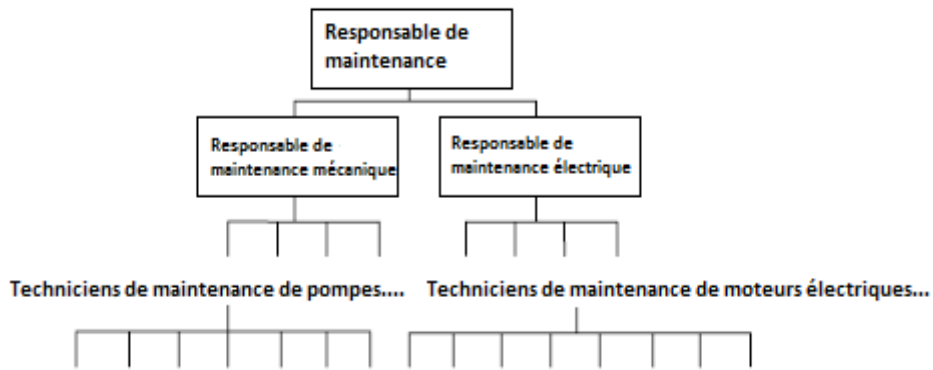 Responsable de
maintenance
Responsable de
maintenance mécanique
Responsable de
maintenance électrique
Techniciens de maintenance de pompes....
Techniciens de maintenance de moteurs électriques...